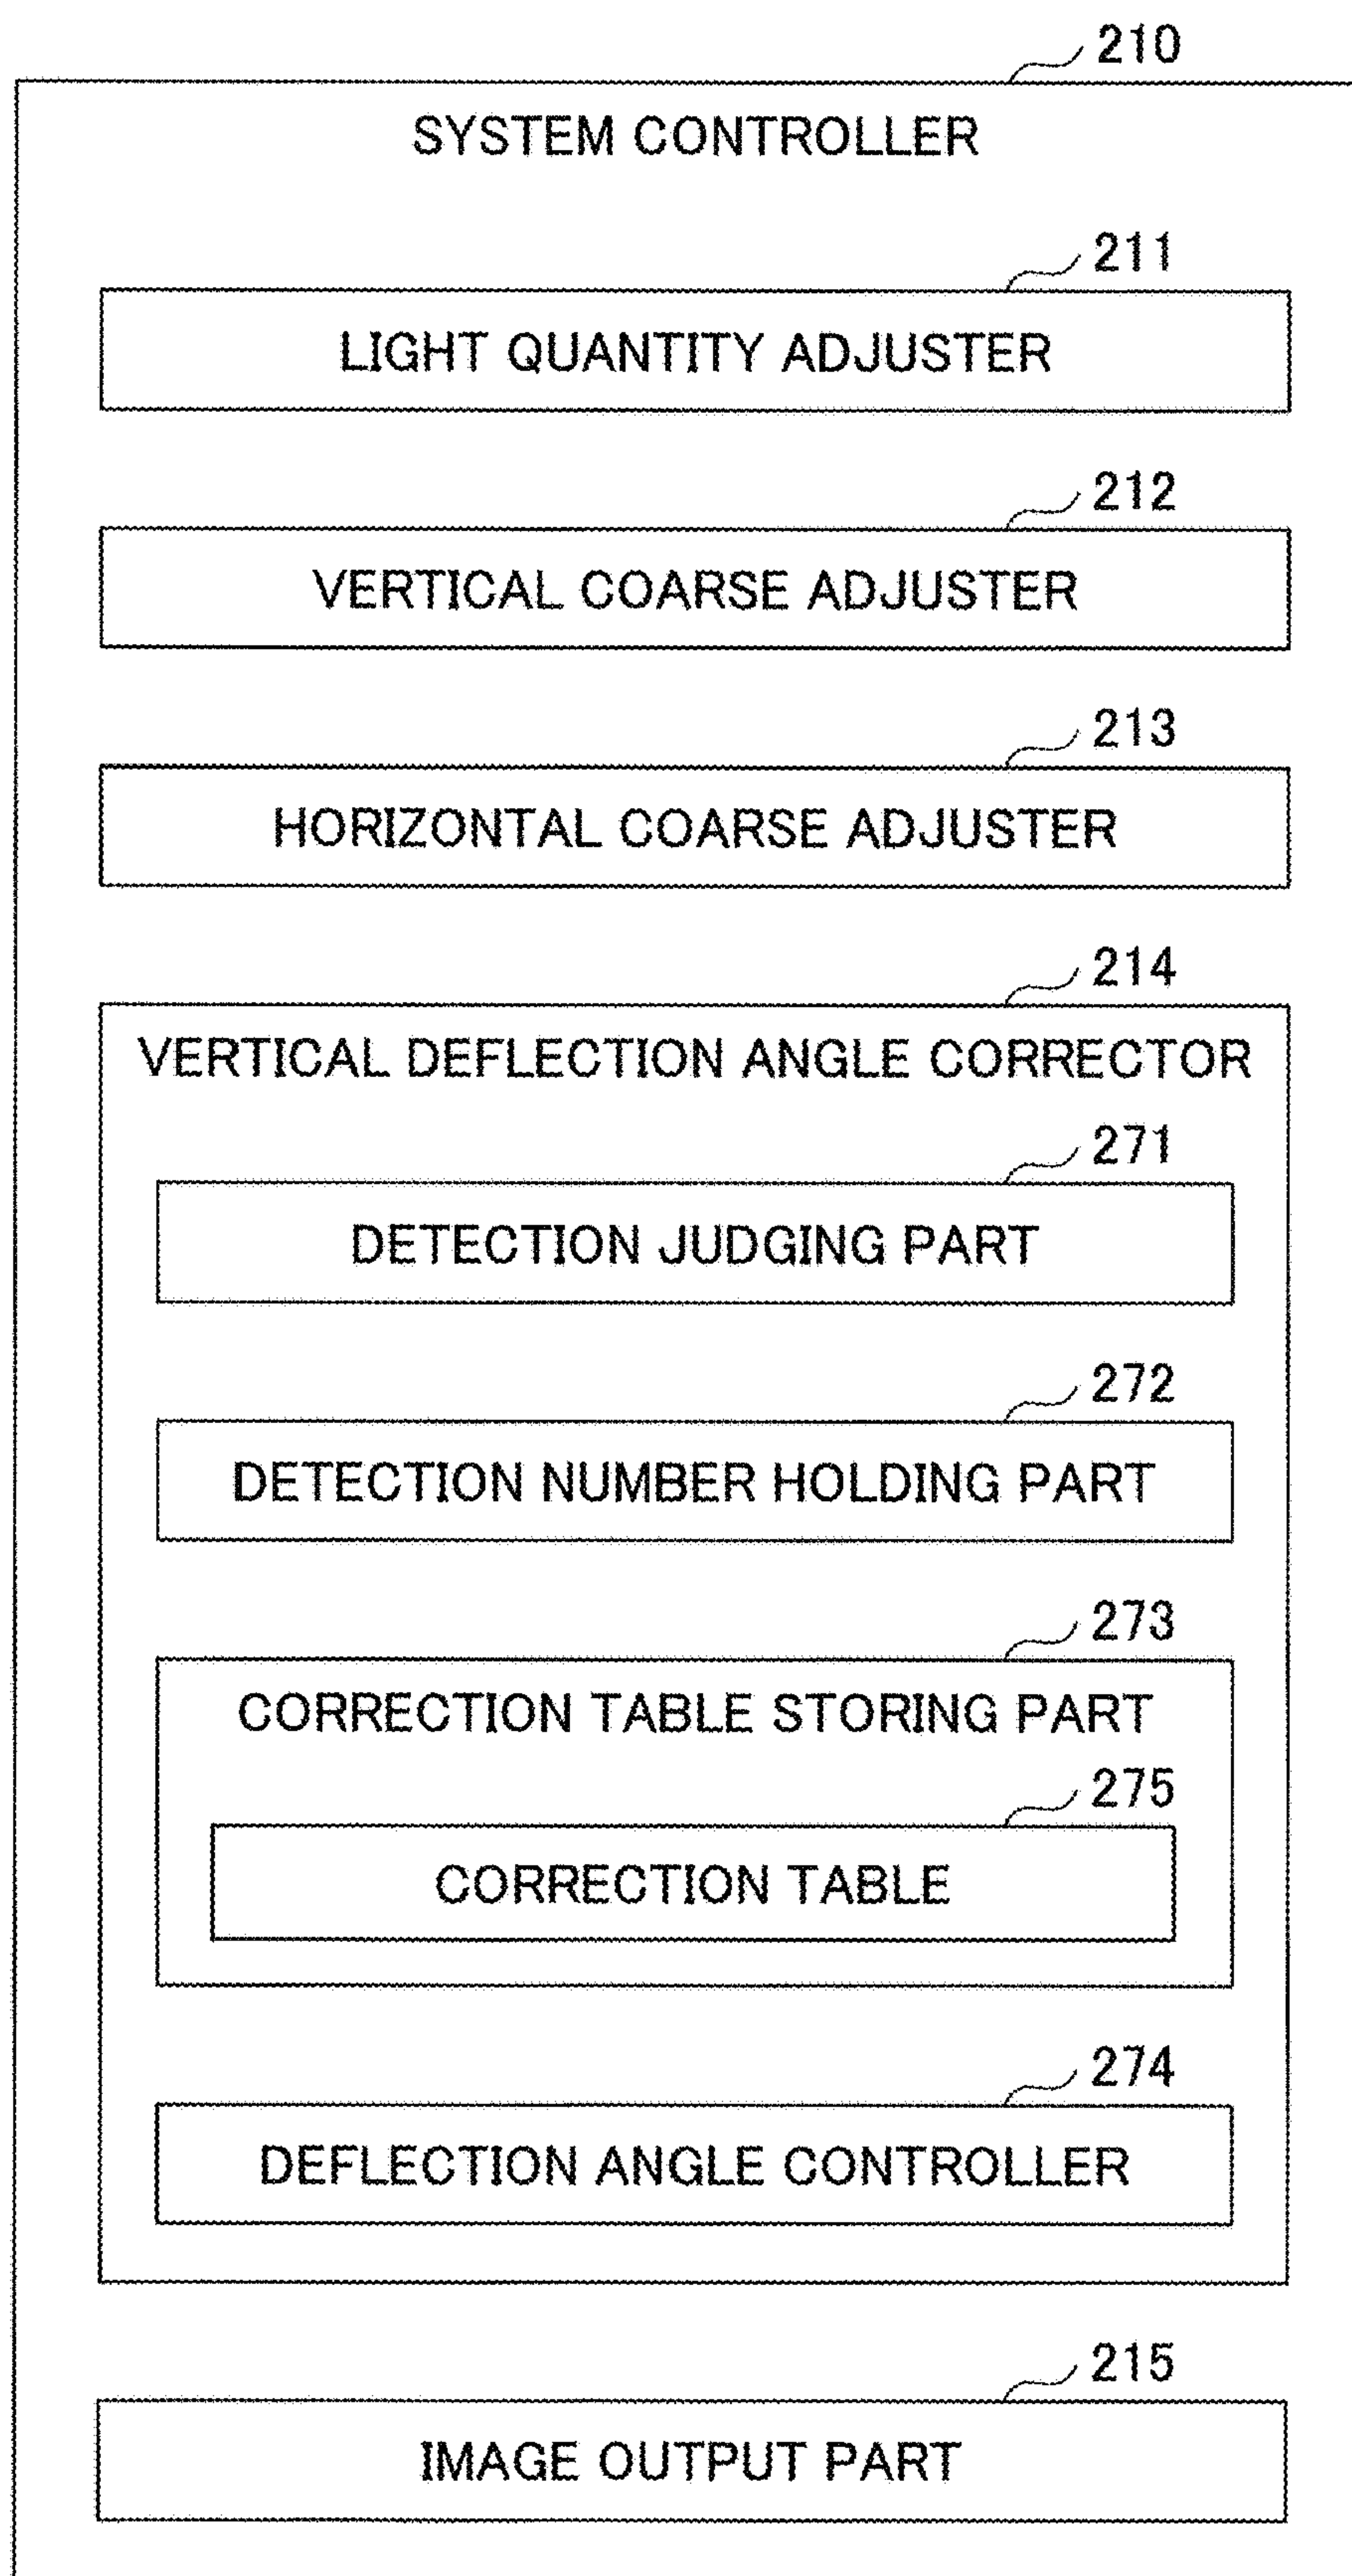 210
SYSTEM CONTROLLER
211
LIGHT QUANTITY ADJUSTER
212
VERTICAL COARSE ADJUSTER
213
HORIZONTAL COARSE ADJUSTER
214
VERTICAL DEFLECTION ANGLE CORRECTOR
271
DETECTION JUDGING PART
272
DETECTION NUMBER HOLDING PART
273
CORRECTION TABLE STORING PART
275
CORRECTION TABLE
274
DEFLECTION ANGLE CONTROLLER
215
IMAGE OUTPUT PART